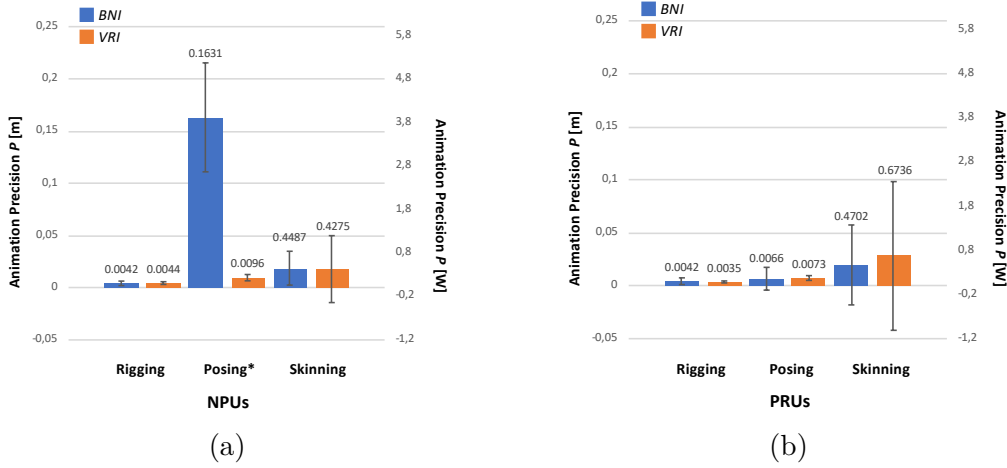 BNI
VRI
0,25
0,2
0,15
0,1
0,05
0
-0,05
Animation Precision P [m]
5,8
4,8
3,8
2,8
1,8
0,8
-0,2
-1,2
Animation Precision P [W]
0.1631
0.0042
0.0044
0.0096
0.4487
0.4275
Rigging
Posing*
Skinning
NPUs
(a)
BNI
VRI
0,25
0,2
0,15
0,1
0,05
0
-0,05
Animation Precision P [m]
5,8
4,8
3,8
2,8
1,8
0,8
-0,2
-1,2
Animation Precision P [W]
0.0042
0.0035
0.0066
0.0073
0.4702
0.6736
Rigging
Posing
Skinning
PRUs
(b)